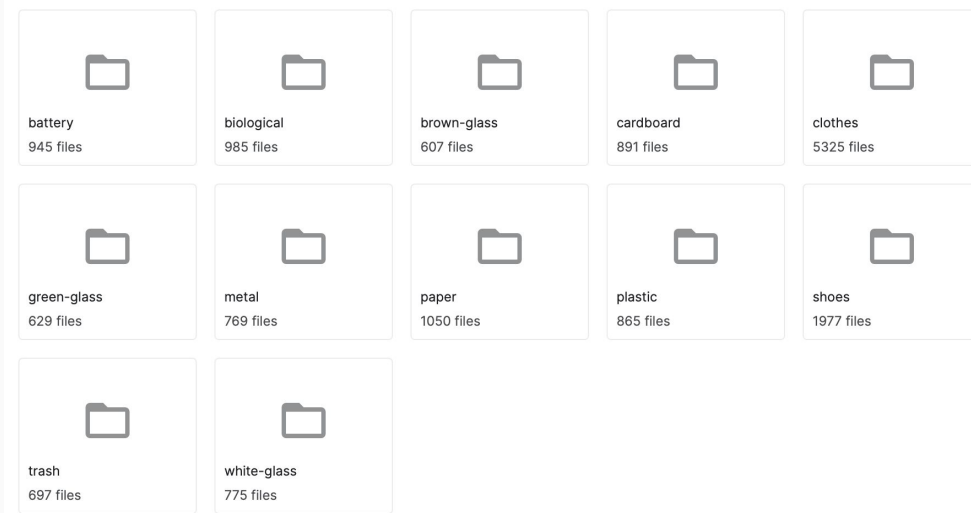 battery
945 files
biological
985 files
brown-glass
607 files
cardboard
891 files
clothes
5325 files
green-glass
629 files
metal
769 files
paper
1050 files
plastic
865 files
shoes
1977 files
trash
697 files
white-glass
775 files